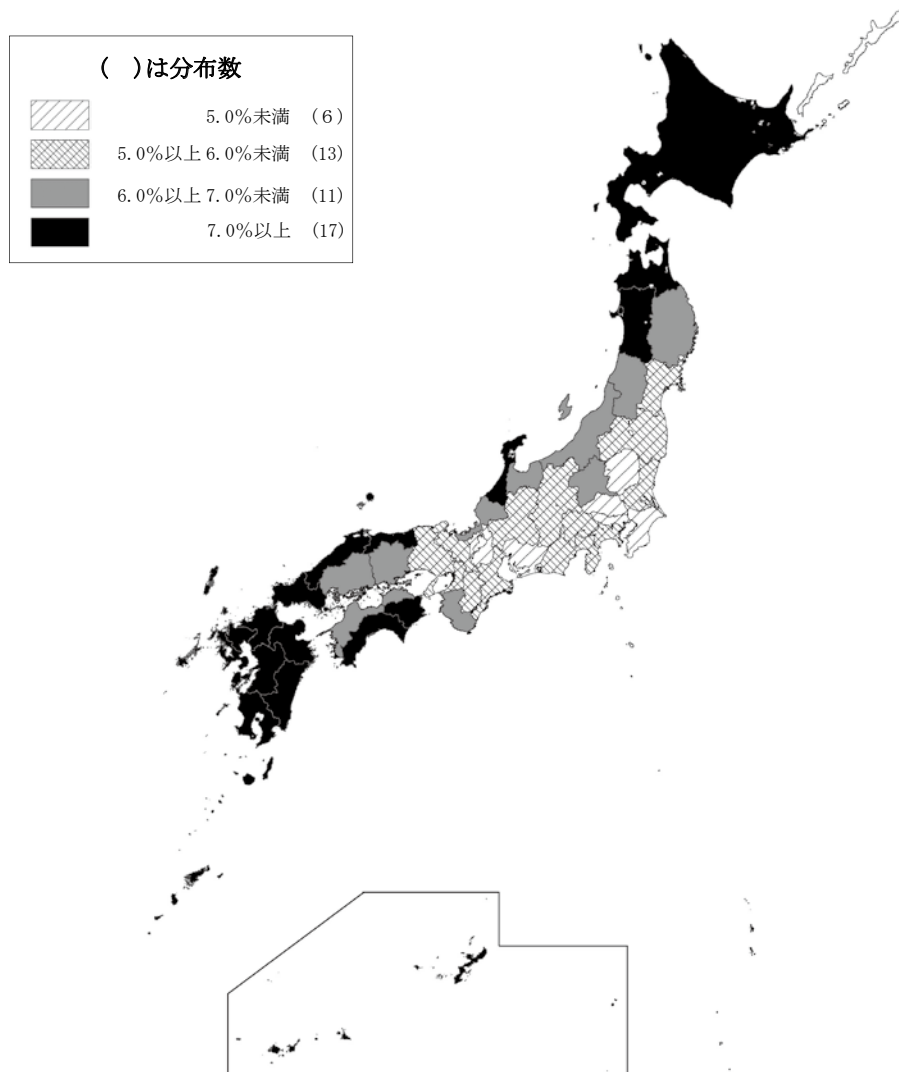 (　)は分布数
5.0%未満　(6)
5.0%以上 6.0%未満　(13)
6.0%以上 7.0%未満　(11)
7.0%以上　(17)